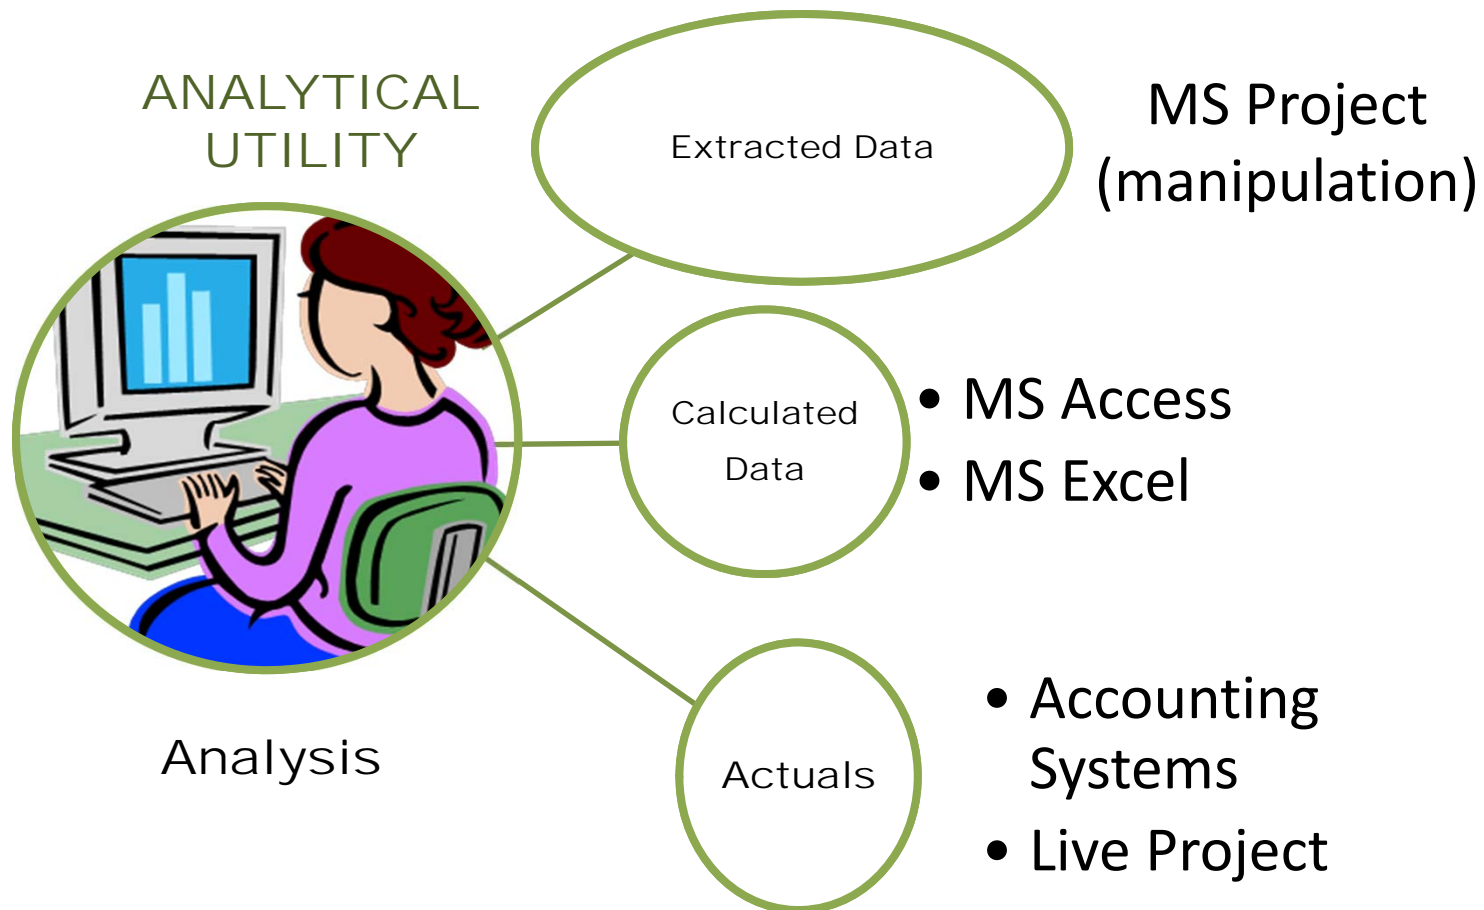 ANALYTICAL
UTILITY
Extracted Data
MS Project
(manipulation)
Calculated
Data
• MS Access
• MS Excel
Analysis
Actuals
• Accounting
Systems
• Live Project